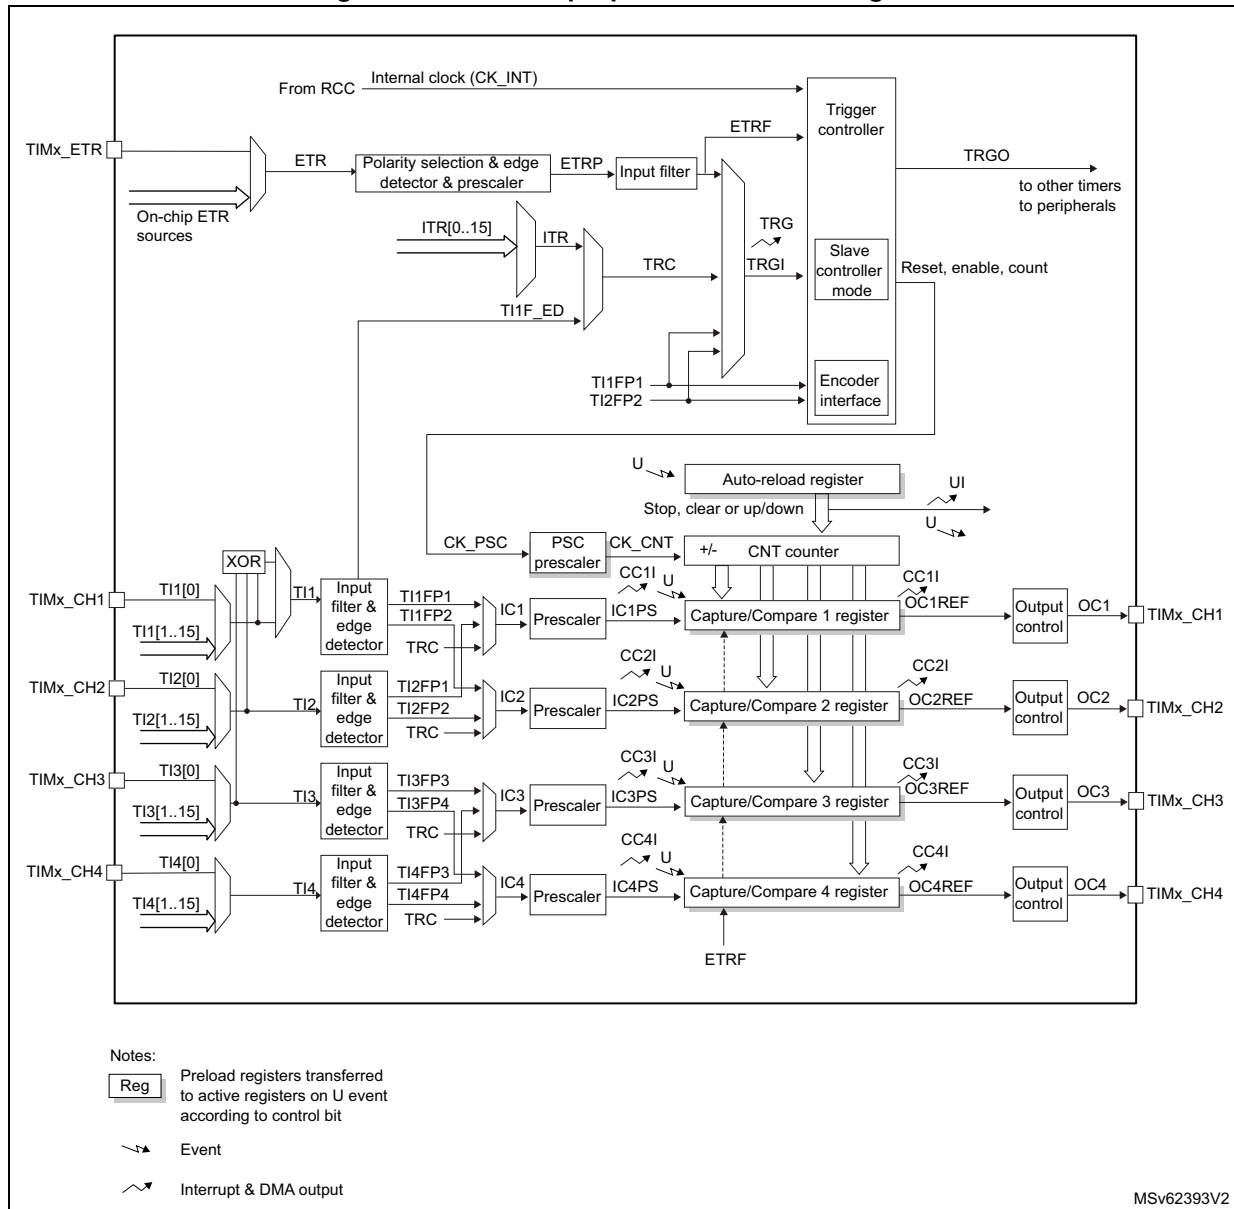 From RCC
Internal clock (CK_INT)
Trigger
controller
TIMx_ETR
ETR
Polarity selection & edge
detector & prescaler
ETRP
Input filter
ETRF
TRGO
to other timers
to peripherals
On-chip ETR
sources
ITR[0..15]
ITR
TRC
TRG
TRGI
Slave
controller
mode
Reset, enable, count
TI1F_ED
TI1FP1
TI2FP2
Encoder
interface
U
Auto-reload register
UI
Stop, clear or up/down
U
CK_PSC
PSC
prescaler
CK_CNT
+/-
CNT counter
XOR
TIMx_CH1
TI1[0]
TI1[1..15]
TI1
Input
filter &
edge
detector
TI1FP1
TI1FP2
TRC
IC1
Prescaler
IC1PS
CC1I
U
Capture/Compare 1 register
CC1I
OC1REF
Output
control
OC1
TIMx_CH1
TIMx_CH2
TI2[0]
TI2[1..15]
TI2
Input
filter &
edge
detector
TI2FP1
TI2FP2
TRC
IC2
Prescaler
IC2PS
CC2I
U
Capture/Compare 2 register
CC2I
OC2REF
Output
control
OC2
TIMx_CH2
TIMx_CH3
TI3[0]
TI3[1..15]
TI3
Input
filter &
edge
detector
TI3FP3
TI3FP4
TRC
IC3
Prescaler
IC3PS
CC3I
U
Capture/Compare 3 register
CC3I
OC3REF
Output
control
OC3
TIMx_CH3
TIMx_CH4
TI4[0]
TI4[1..15]
TI4
Input
filter &
edge
detector
TI4FP3
TI4FP4
TRC
IC4
Prescaler
IC4PS
CC4I
U
Capture/Compare 4 register
CC4I
OC4REF
Output
control
OC4
TIMx_CH4
ETRF
Notes:
Reg
Preload registers transferred
to active registers on U event
according to control bit
Event
Interrupt & DMA output
MSv62393V2